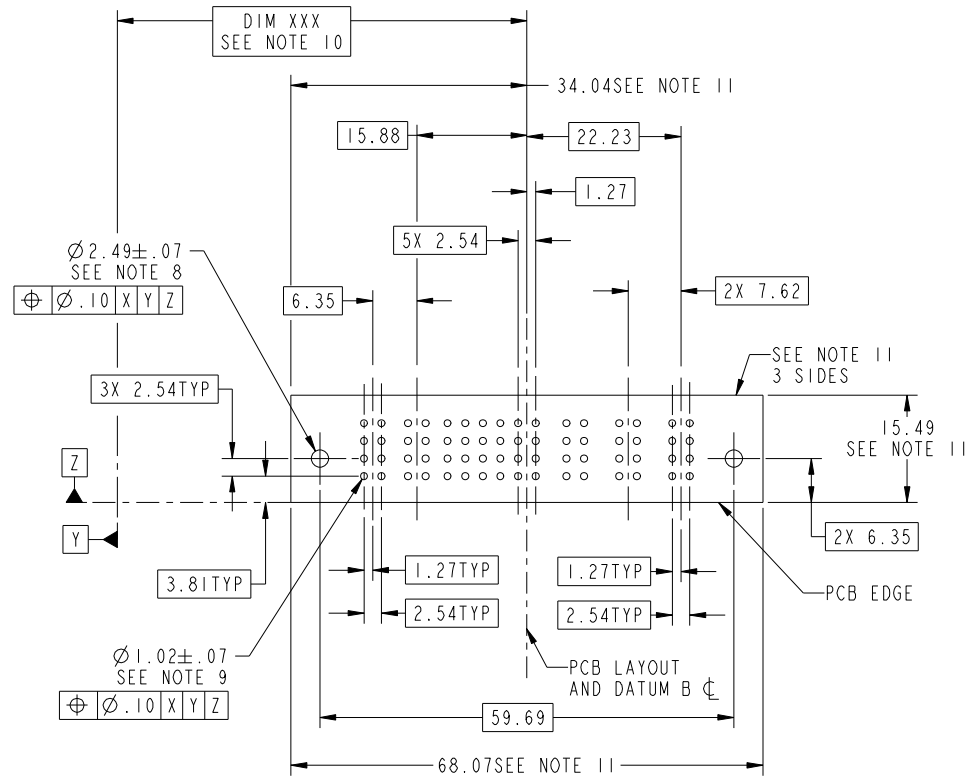 DIM XXX
SEE NOTE 10
34.04SEE NOTE 11
15.88
22.23
1.27
5X 2.54
Ø2.49±.07
SEE NOTE 8
⌖ Ø.10 X Y Z
6.35
2X 7.62
SEE NOTE 11
3 SIDES
3X 2.54TYP
15.49
SEE NOTE 11
Z
Y
2X 6.35
3.81TYP
1.27TYP
1.27TYP
PCB EDGE
2.54TYP
2.54TYP
Ø1.02±.07
SEE NOTE 9
⌖ Ø.10 X Y Z
PCB LAYOUT
AND DATUM B ℄
59.69
68.07SEE NOTE 11